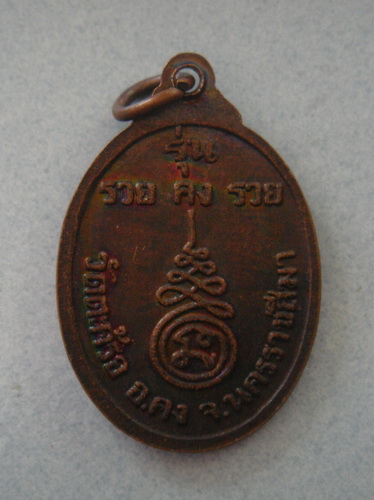 รุ่น
รวย คง รวย
อ.คง จ.นครราชสีมา